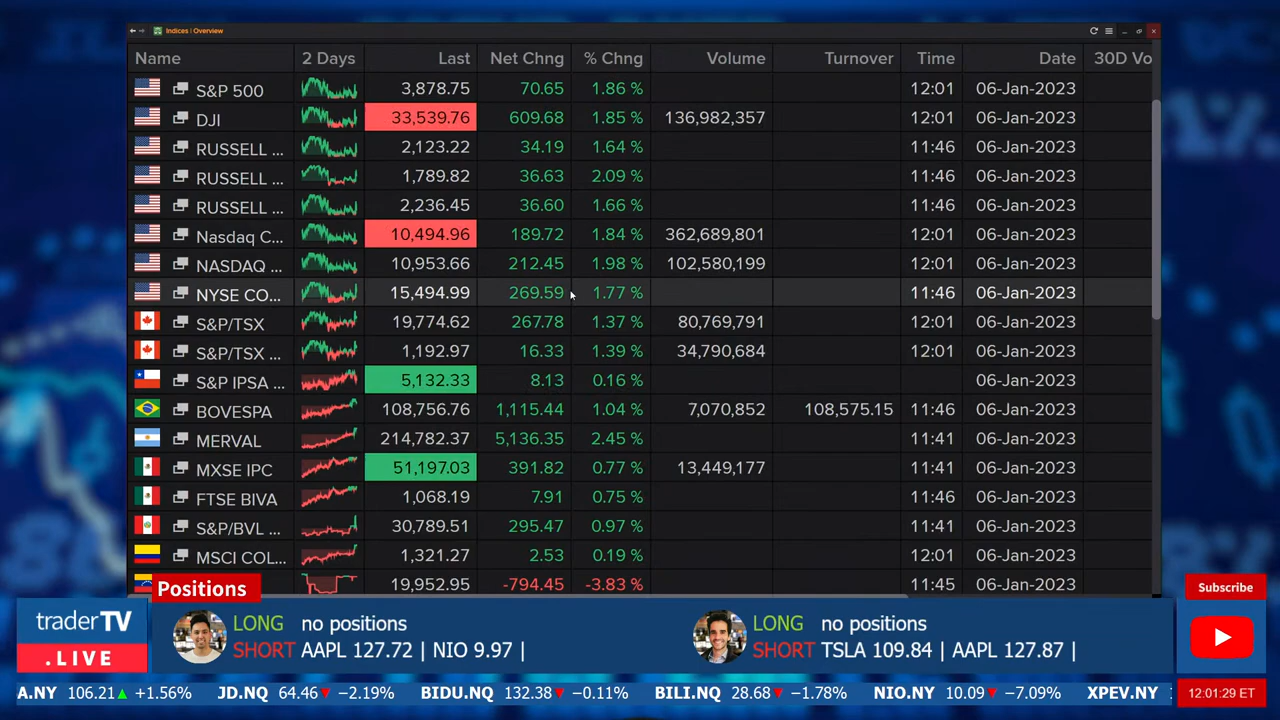 Indices | Overview
Name 2 Days Last Net Chng % Chng Volume Turnover Time Date 30D Vo
S&P 500 3,878.75 70.65 1.86 % 12:01 06-Jan-2023
DJI 33,539.76 609.68 1.85 % 136,982,357 12:01 06-Jan-2023
RUSSELL ... 2,123.22 34.19 1.64 % 11:46 06-Jan-2023
RUSSELL ... 1,789.82 36.63 2.09 % 11:46 06-Jan-2023
RUSSELL ... 2,236.45 36.60 1.66 % 11:46 06-Jan-2023
Nasdaq C... 10,494.96 189.72 1.84 % 362,689,801 12:01 06-Jan-2023
NASDAQ ... 10,953.66 212.45 1.98 % 102,580,199 12:01 06-Jan-2023
NYSE CO... 15,494.99 269.59 1.77 % 11:46 06-Jan-2023
S&P/TSX 19,774.62 267.78 1.37 % 80,769,791 12:01 06-Jan-2023
S&P/TSX ... 1,192.97 16.33 1.39 % 34,790,684 12:01 06-Jan-2023
S&P IPSA ... 5,132.33 8.13 0.16 % 11:46 06-Jan-2023
BOVESPA 108,756.76 1,115.44 1.04 % 7,070,852 108,575.15 11:46 06-Jan-2023
MERVAL 214,782.37 5,136.35 2.45 % 11:41 06-Jan-2023
MXSE IPC 51,197.03 391.82 0.77 % 13,449,177 11:41 06-Jan-2023
FTSE BIVA 1,068.19 7.91 0.75 % 11:46 06-Jan-2023
S&P/BVL ... 30,789.51 295.47 0.97 % 11:41 06-Jan-2023
MSCI COL... 1,321.27 2.53 0.19 % 12:01 06-Jan-2023
19,952.95 -794.45 -3.83 % 11:45 06-Jan-2023
Positions
Subscribe
traderTV
.LIVE
LONG no positions
SHORT AAPL 127.72 | NIO 9.97 |
LONG no positions
SHORT TSLA 109.84 | AAPL 127.87 |
A.NY 106.21 +1.56% JD.NQ 64.46 −2.19% BIDU.NQ 132.38 −0.11% BILI.NQ 28.68 −1.78% NIO.NY 10.09 −7.09% XPEV.NY
12:01:29 ET